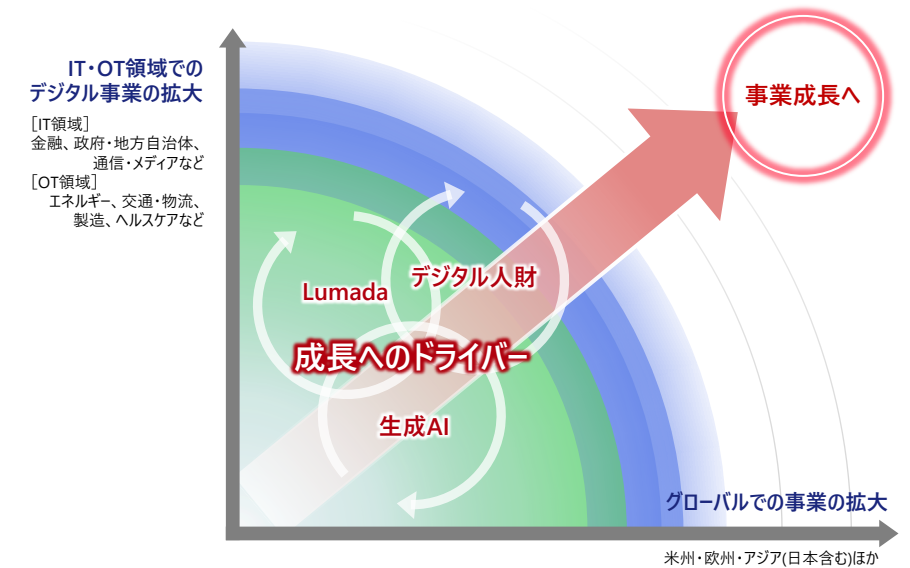 IT・OT領域での
デジタル事業の拡大
［IT領域］
金融、政府・地方自治体、
通信・メディアなど
［OT領域］
エネルギー、交通・物流、
製造、ヘルスケアなど
事業成長へ
デジタル人財
Lumada
成長へのドライバー
生成AI
グローバルでの事業の拡大
米州・欧州・アジア(日本含む)ほか